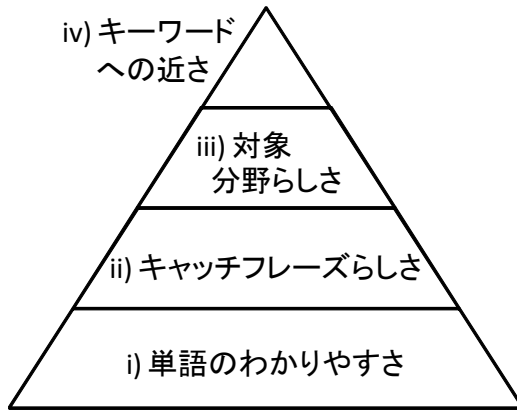 iv) キーワード
への近さ
iii) 対象
分野らしさ
ii) キャッチフレーズらしさ
i) 単語のわかりやすさ